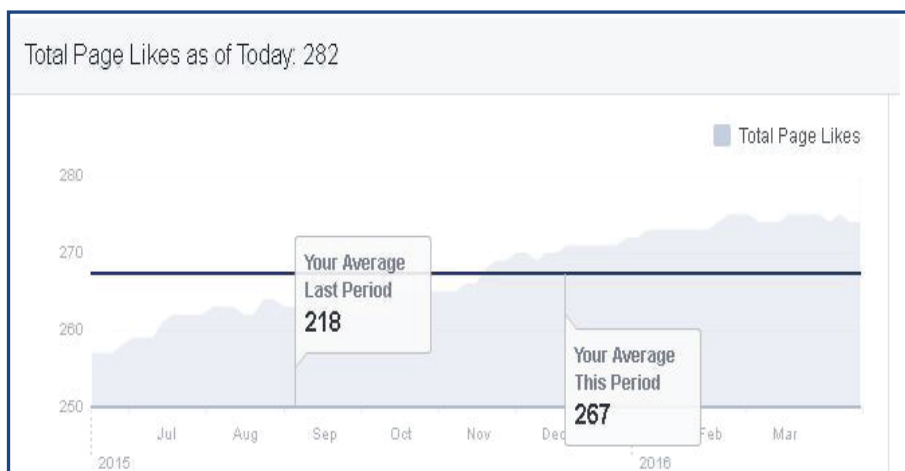 Total Page Likes as of Today: 282
Total Page Likes
280
270
260
250
Your Average
Last Period
218
Your Average
This Period
267
Jul Aug Sep Oct Nov Dec Feb Mar
2015 2016